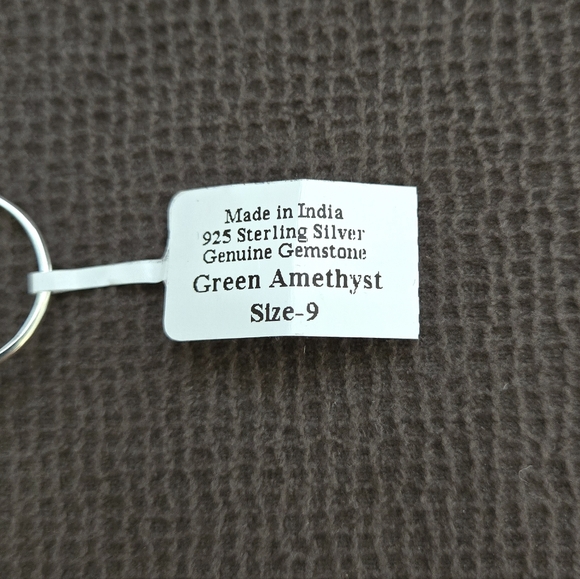 Made in India
925 Sterling Silver
Genuine Gemstone
Green Amethyst
Size-9